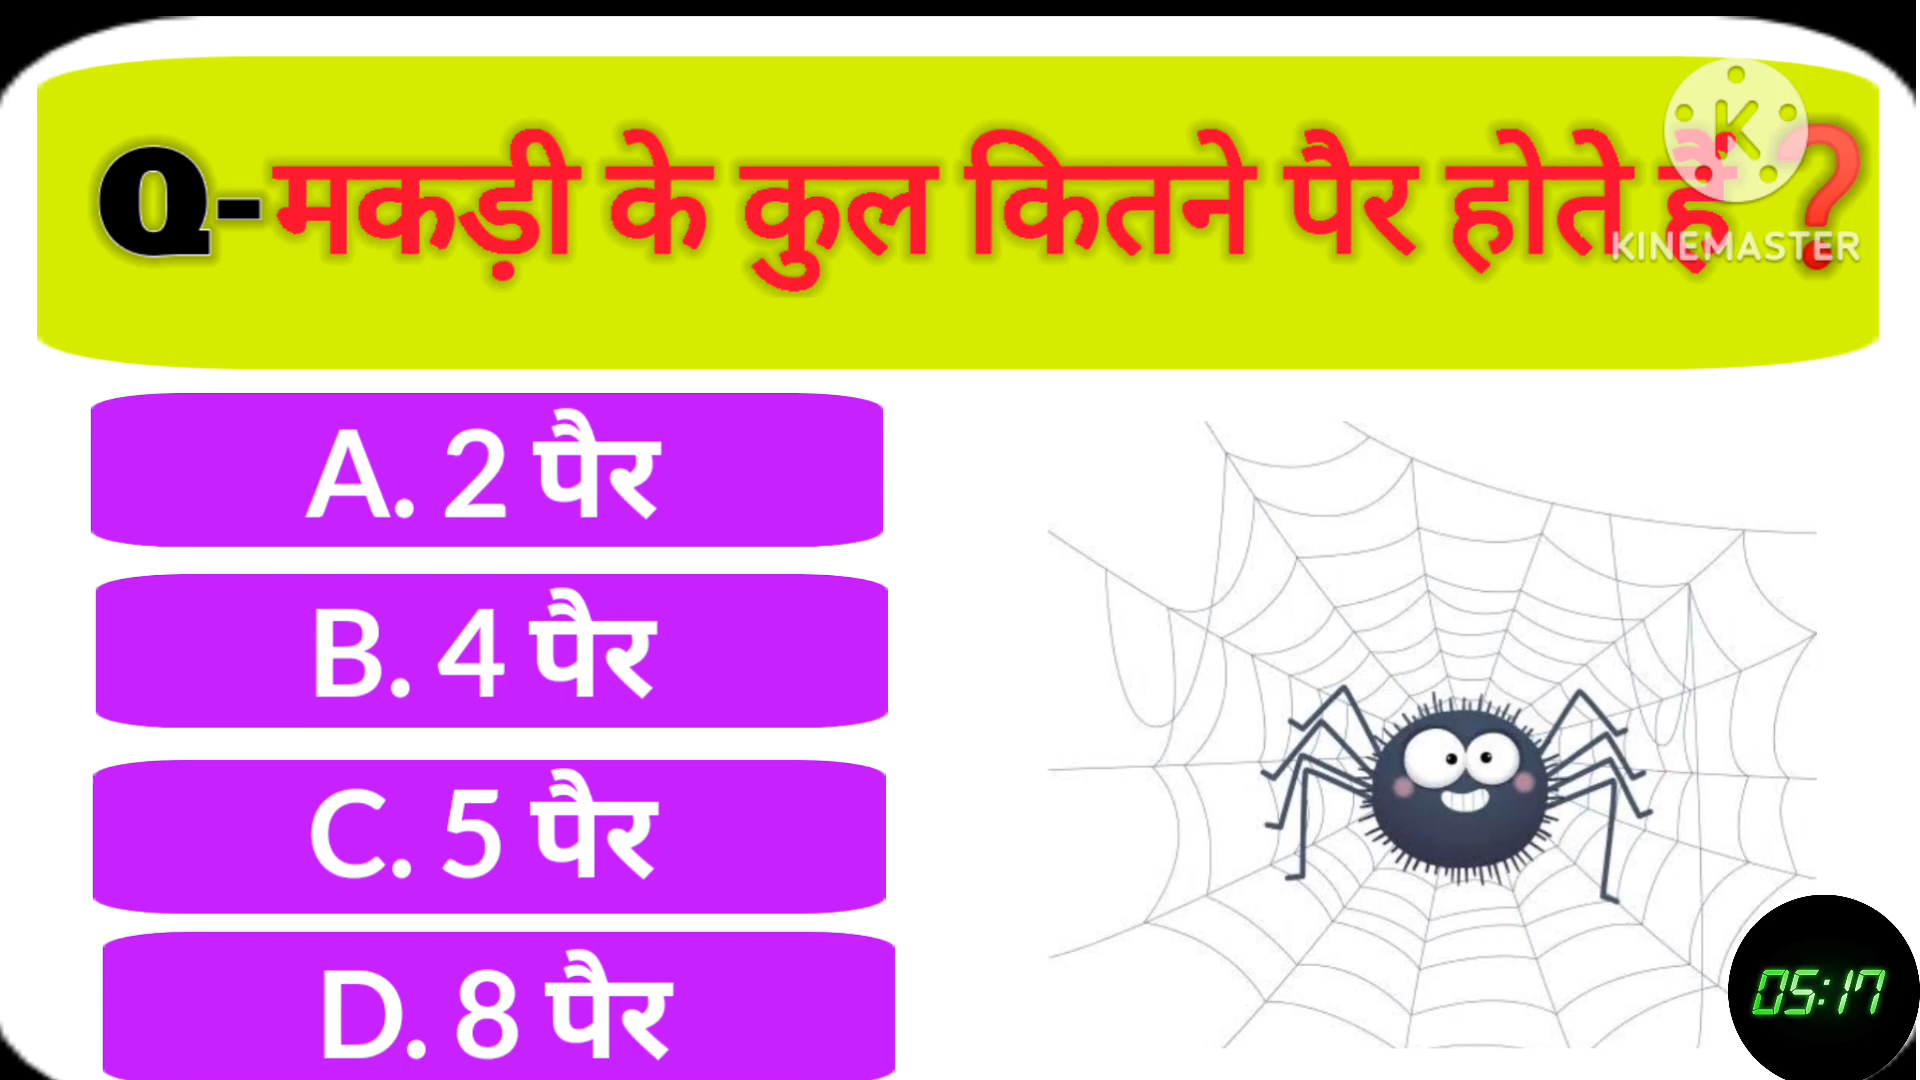 Q-मकड़ी के कुल कितने पैर होते है ?
K
KINEMASTER
A. 2 पैर
B. 4 पैर
C. 5 पैर
D. 8 पैर
05:17